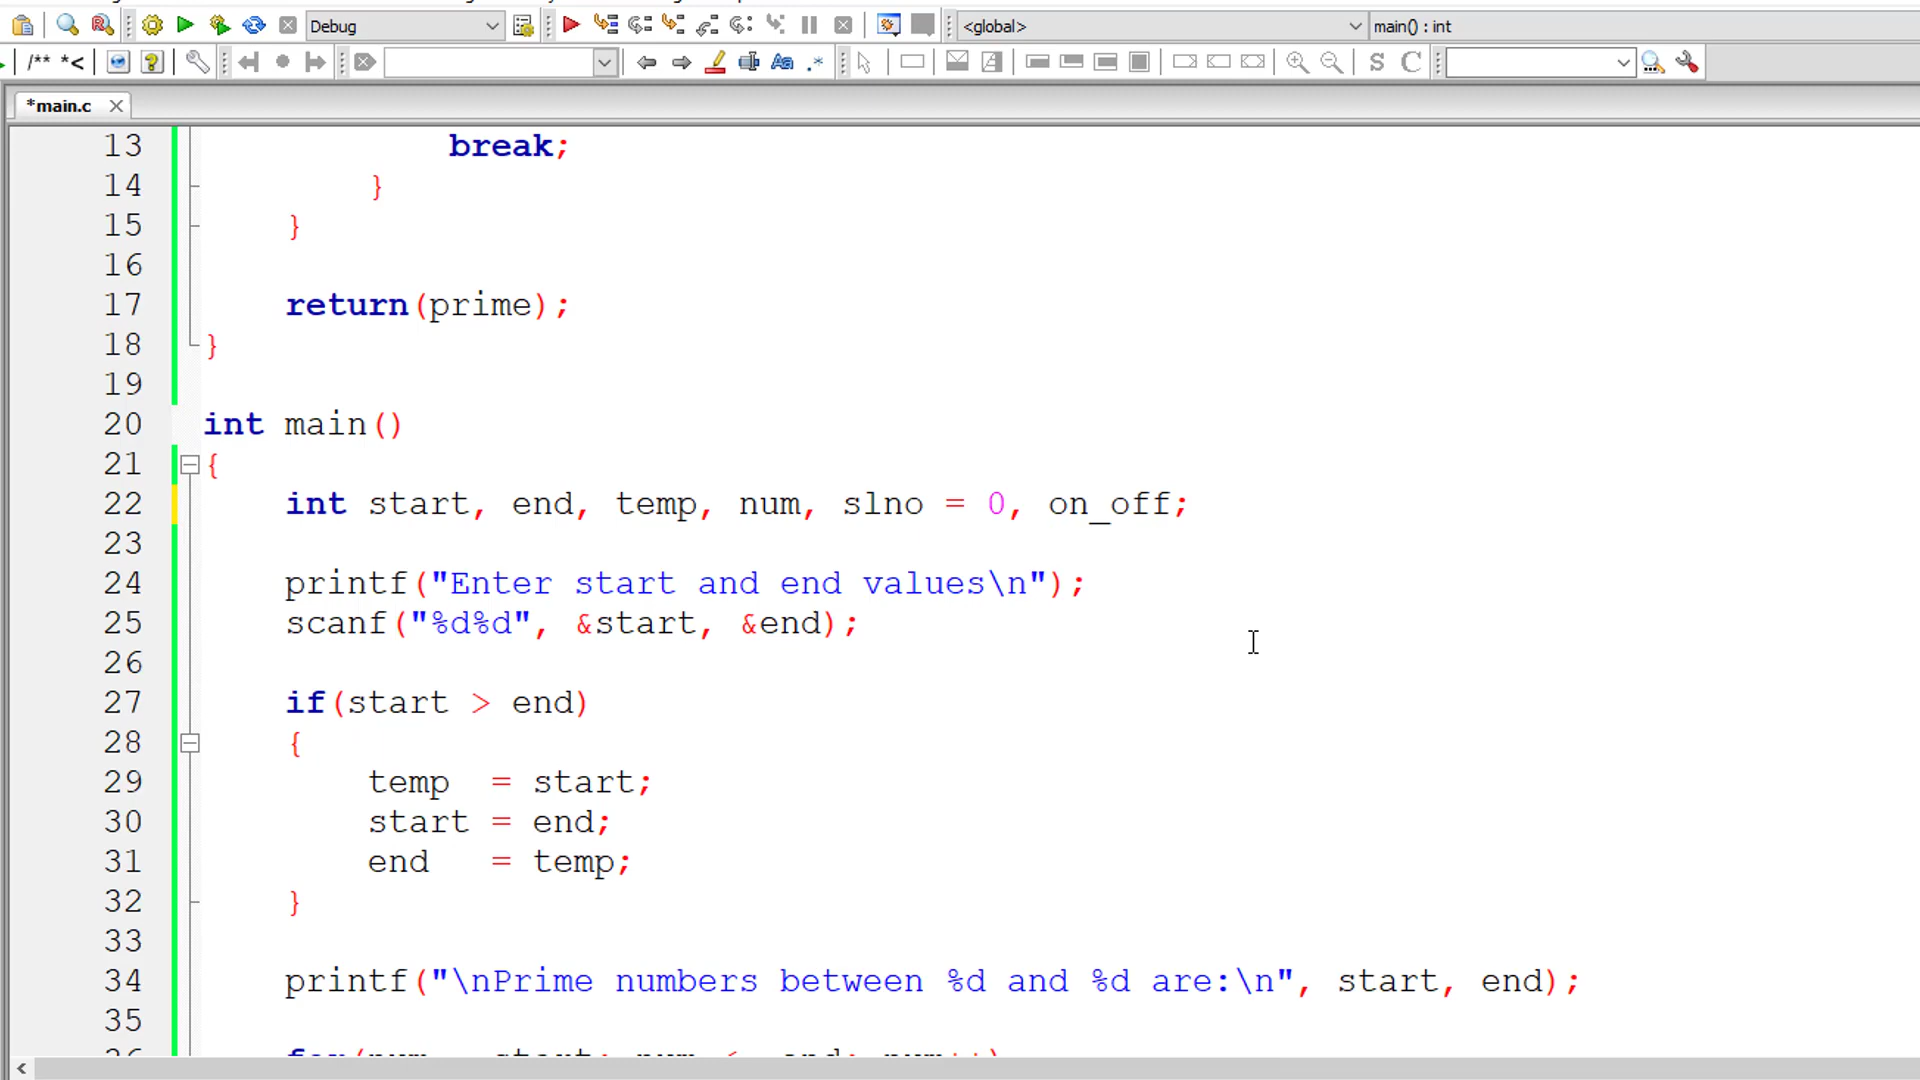 Debug
<global>
main() : int
/** *<
Aa
.*
S
C
*main.c
13 break;
14 }
15 }
16
17 return(prime);
18 }
19
20 int main()
21 {
22 int start, end, temp, num, slno = 0, on_off;
23
24 printf("Enter start and end values\n");
25 scanf("%d%d", &start, &end);
26
27 if(start > end)
28 {
29 temp  = start;
30 start = end;
31 end   = temp;
32 }
33
34 printf("\nPrime numbers between %d and %d are:\n", start, end);
35